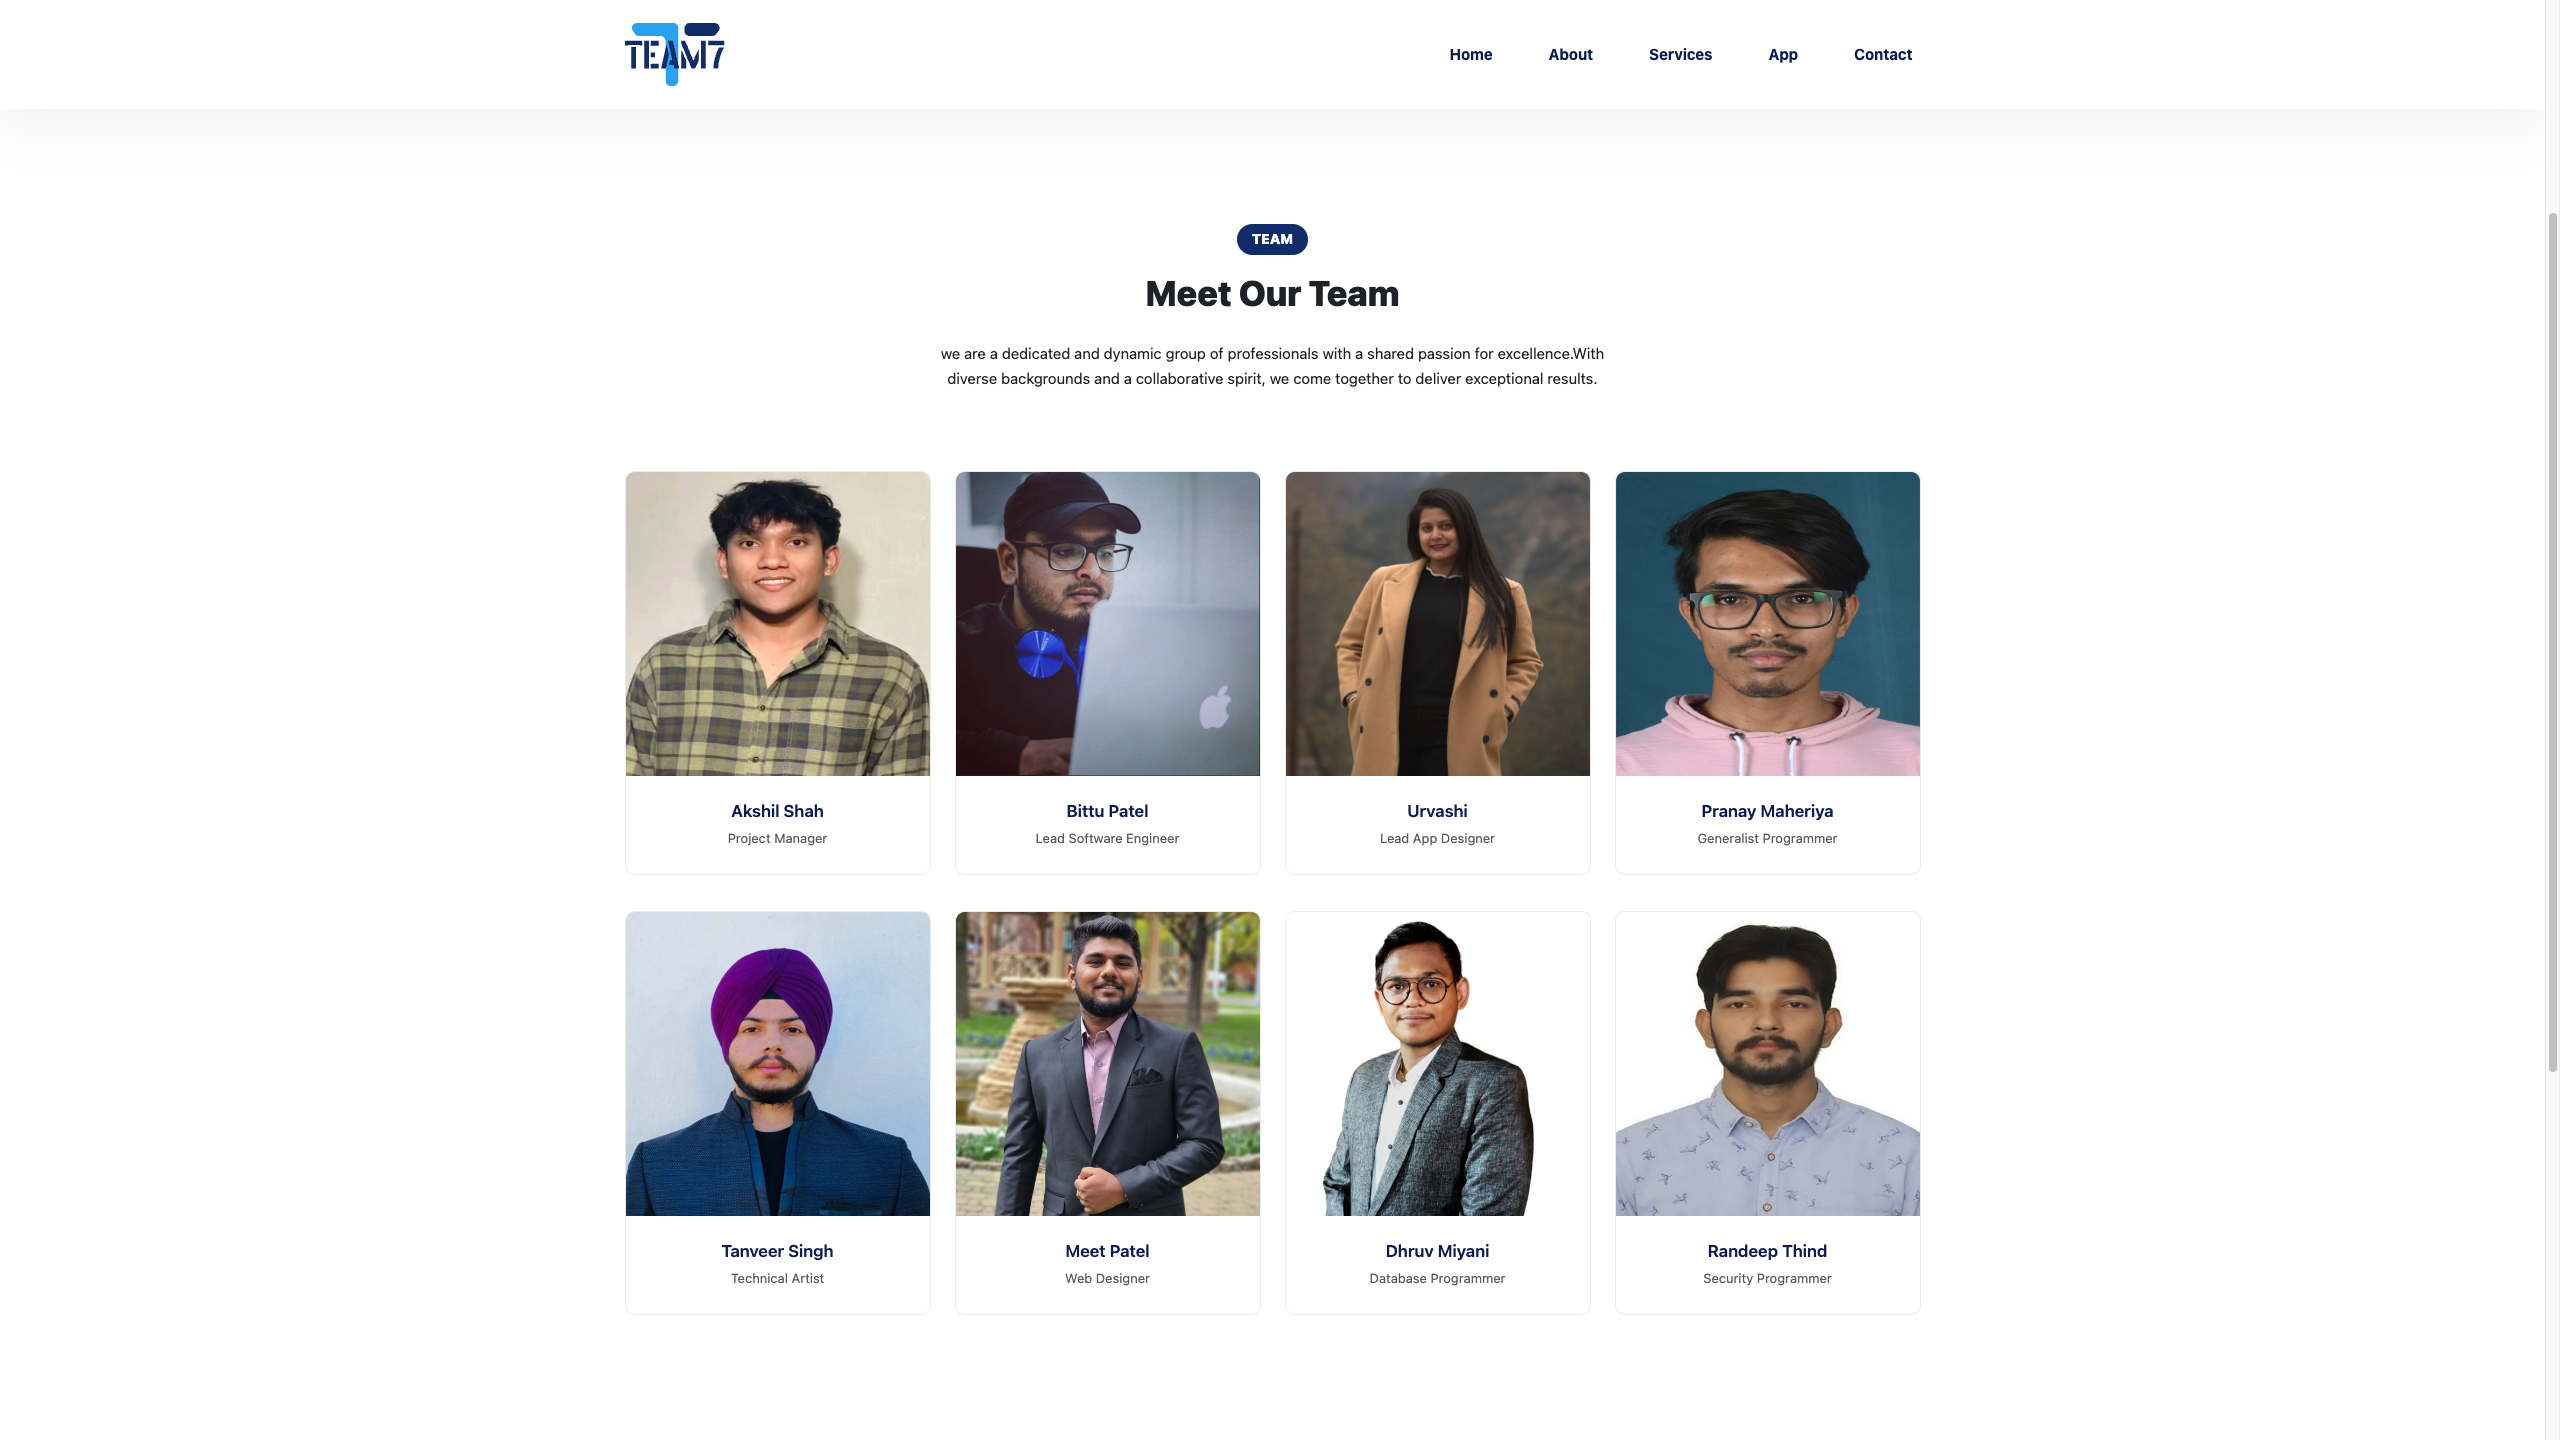 TEAM7
Home
About
Services
App
Contact
TEAM
Meet Our Team
we are a dedicated and dynamic group of professionals with a shared passion for excellence.With
diverse backgrounds and a collaborative spirit, we come together to deliver exceptional results.
Akshil Shah
Project Manager
Bittu Patel
Lead Software Engineer
Urvashi
Lead App Designer
Pranay Maheriya
Generalist Programmer
Tanveer Singh
Technical Artist
Meet Patel
Web Designer
Dhruv Miyani
Database Programmer
Randeep Thind
Security Programmer